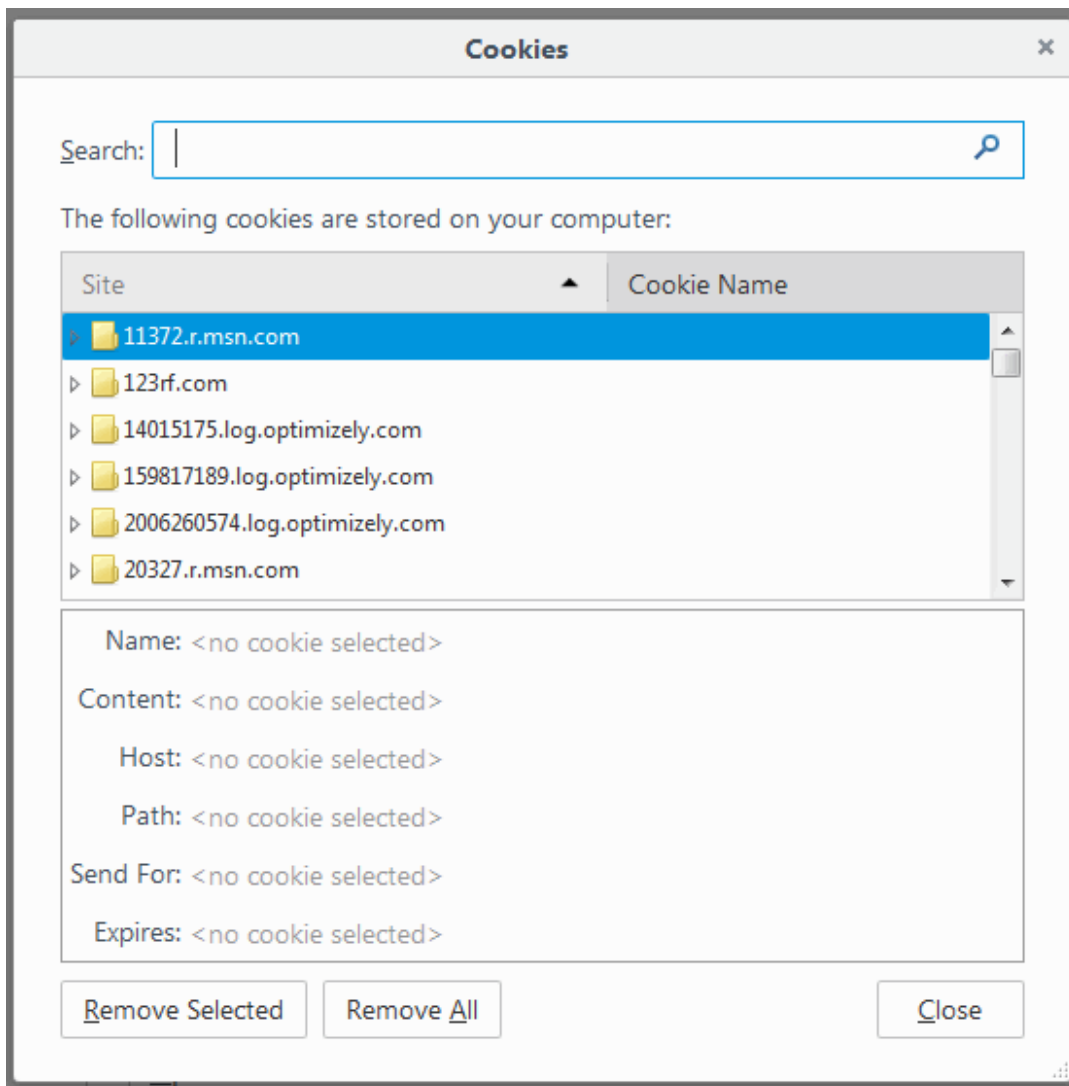 Cookies
Search:
The following cookies are stored on your computer:
Site Cookie Name
11372.r.msn.com
123rf.com
14015175.log.optimizely.com
159817189.log.optimizely.com
2006260574.log.optimizely.com
20327.r.msn.com
Name: <no cookie selected>
Content: <no cookie selected>
Host: <no cookie selected>
Path: <no cookie selected>
Send For: <no cookie selected>
Expires: <no cookie selected>
Remove Selected Remove All Close